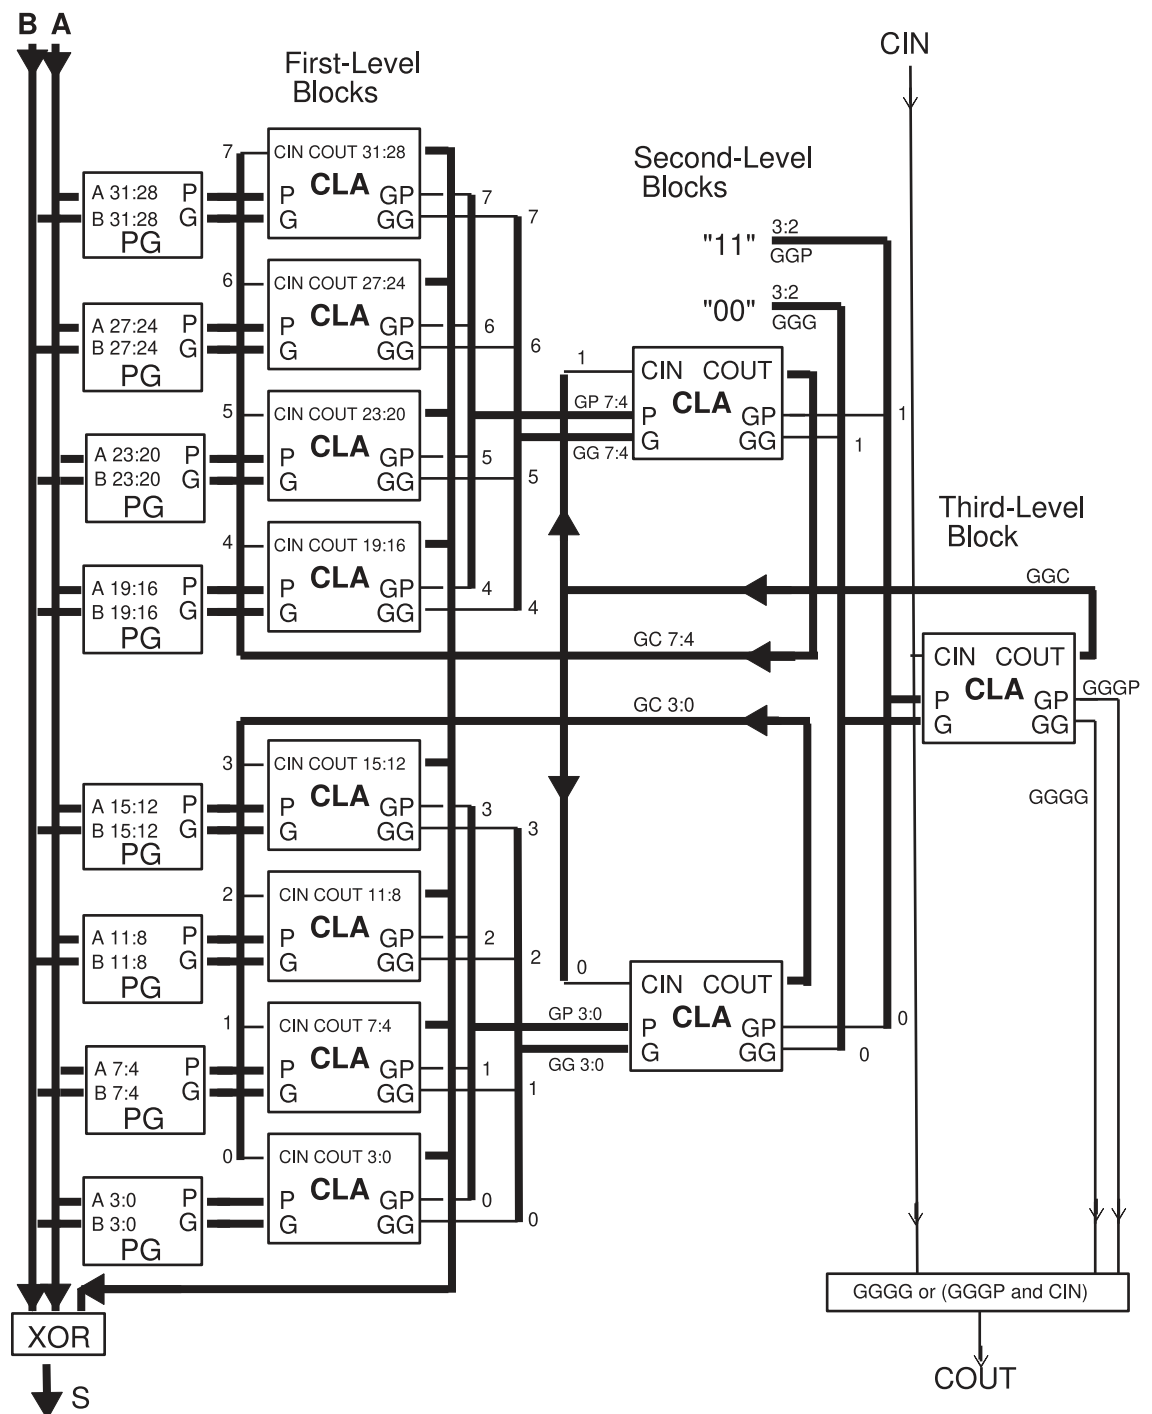 B A
First-Level
Blocks
7
CIN COUT 31:28
CLA
P GP
G GG
7
7
A 31:28 P
B 31:28 G
PG
6
CIN COUT 27:24
CLA
P GP
G GG
6
6
A 27:24 P
B 27:24 G
PG
5
CIN COUT 23:20
CLA
P GP
G GG
5
5
A 23:20 P
B 23:20 G
PG
4
CIN COUT 19:16
CLA
P GP
G GG
4
4
A 19:16 P
B 19:16 G
PG
3
CIN COUT 15:12
CLA
P GP
G GG
3
3
A 15:12 P
B 15:12 G
PG
2
CIN COUT 11:8
CLA
P GP
G GG
2
2
A 11:8 P
B 11:8 G
PG
1
CIN COUT 7:4
CLA
P GP
G GG
1
1
A 7:4 P
B 7:4 G
PG
0
CIN COUT 3:0
CLA
P GP
G GG
0
0
A 3:0 P
B 3:0 G
PG
XOR
S
Second-Level
Blocks
"11"
3:2
GGP
"00"
3:2
GGG
1
CIN COUT
CLA
GP 7:4
P GP
G GG
GG 7:4
1
1
GC 7:4
GC 3:0
0
CIN COUT
CLA
GP 3:0
P GP
G GG
GG 3:0
0
0
CIN
Third-Level
Block
GGC
CIN COUT
CLA
P GP
G GG
GGGP
GGGG
GGGG or (GGGP and CIN)
COUT